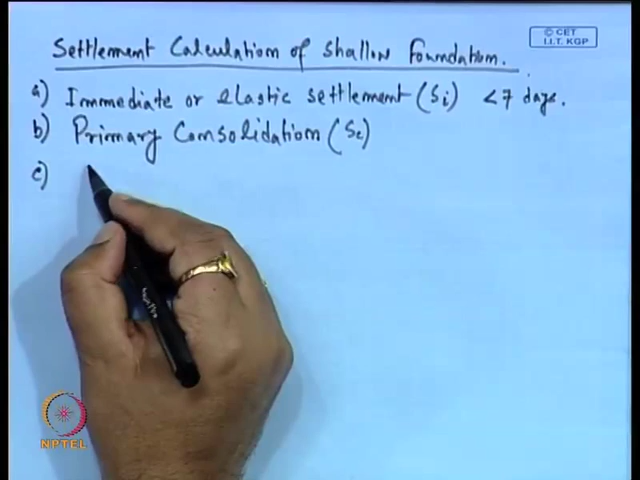 © CET
I.I.T. KGP
Settlement Calculation of Shallow Foundation.
a) Immediate or elastic settlement (Si) < 7 days.
b) Primary Consolidation (Sc)
c)
NPTEL